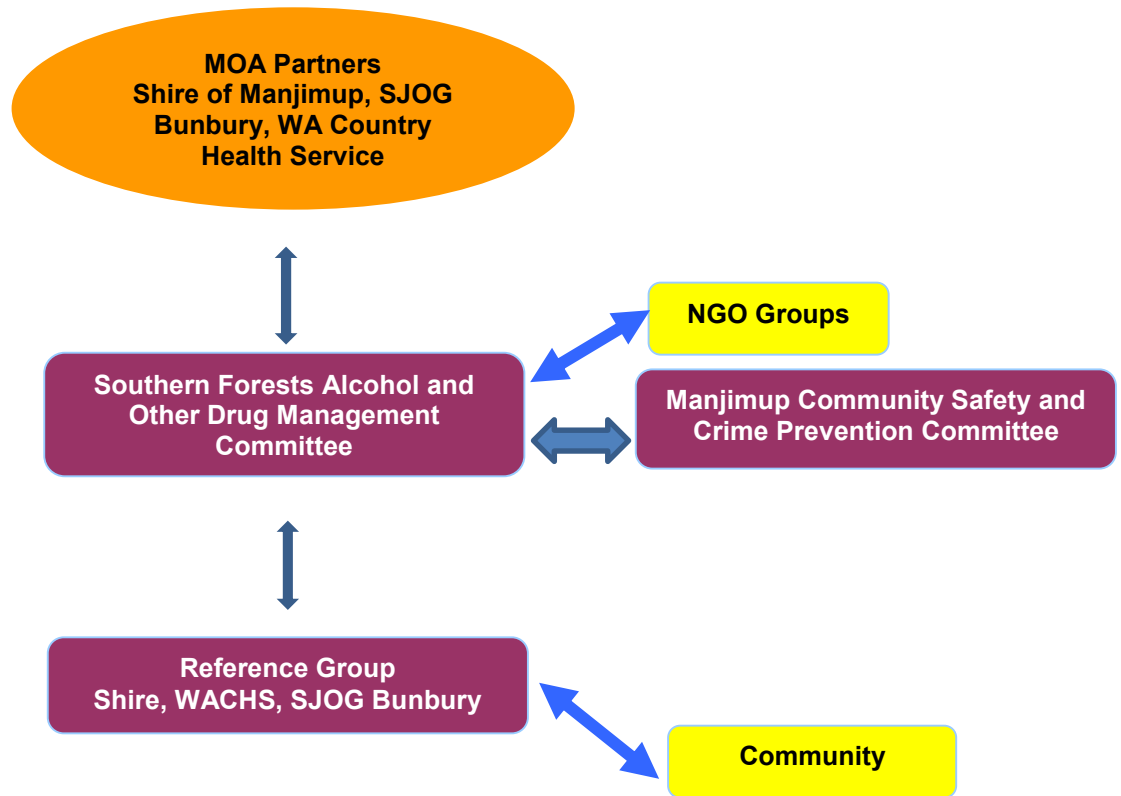 MOA Partners
Shire of Manjimup, SJOG
Bunbury, WA Country
Health Service
NGO Groups
Southern Forests Alcohol and
Other Drug Management
Committee
Manjimup Community Safety and
Crime Prevention Committee
Reference Group
Shire, WACHS, SJOG Bunbury
Community